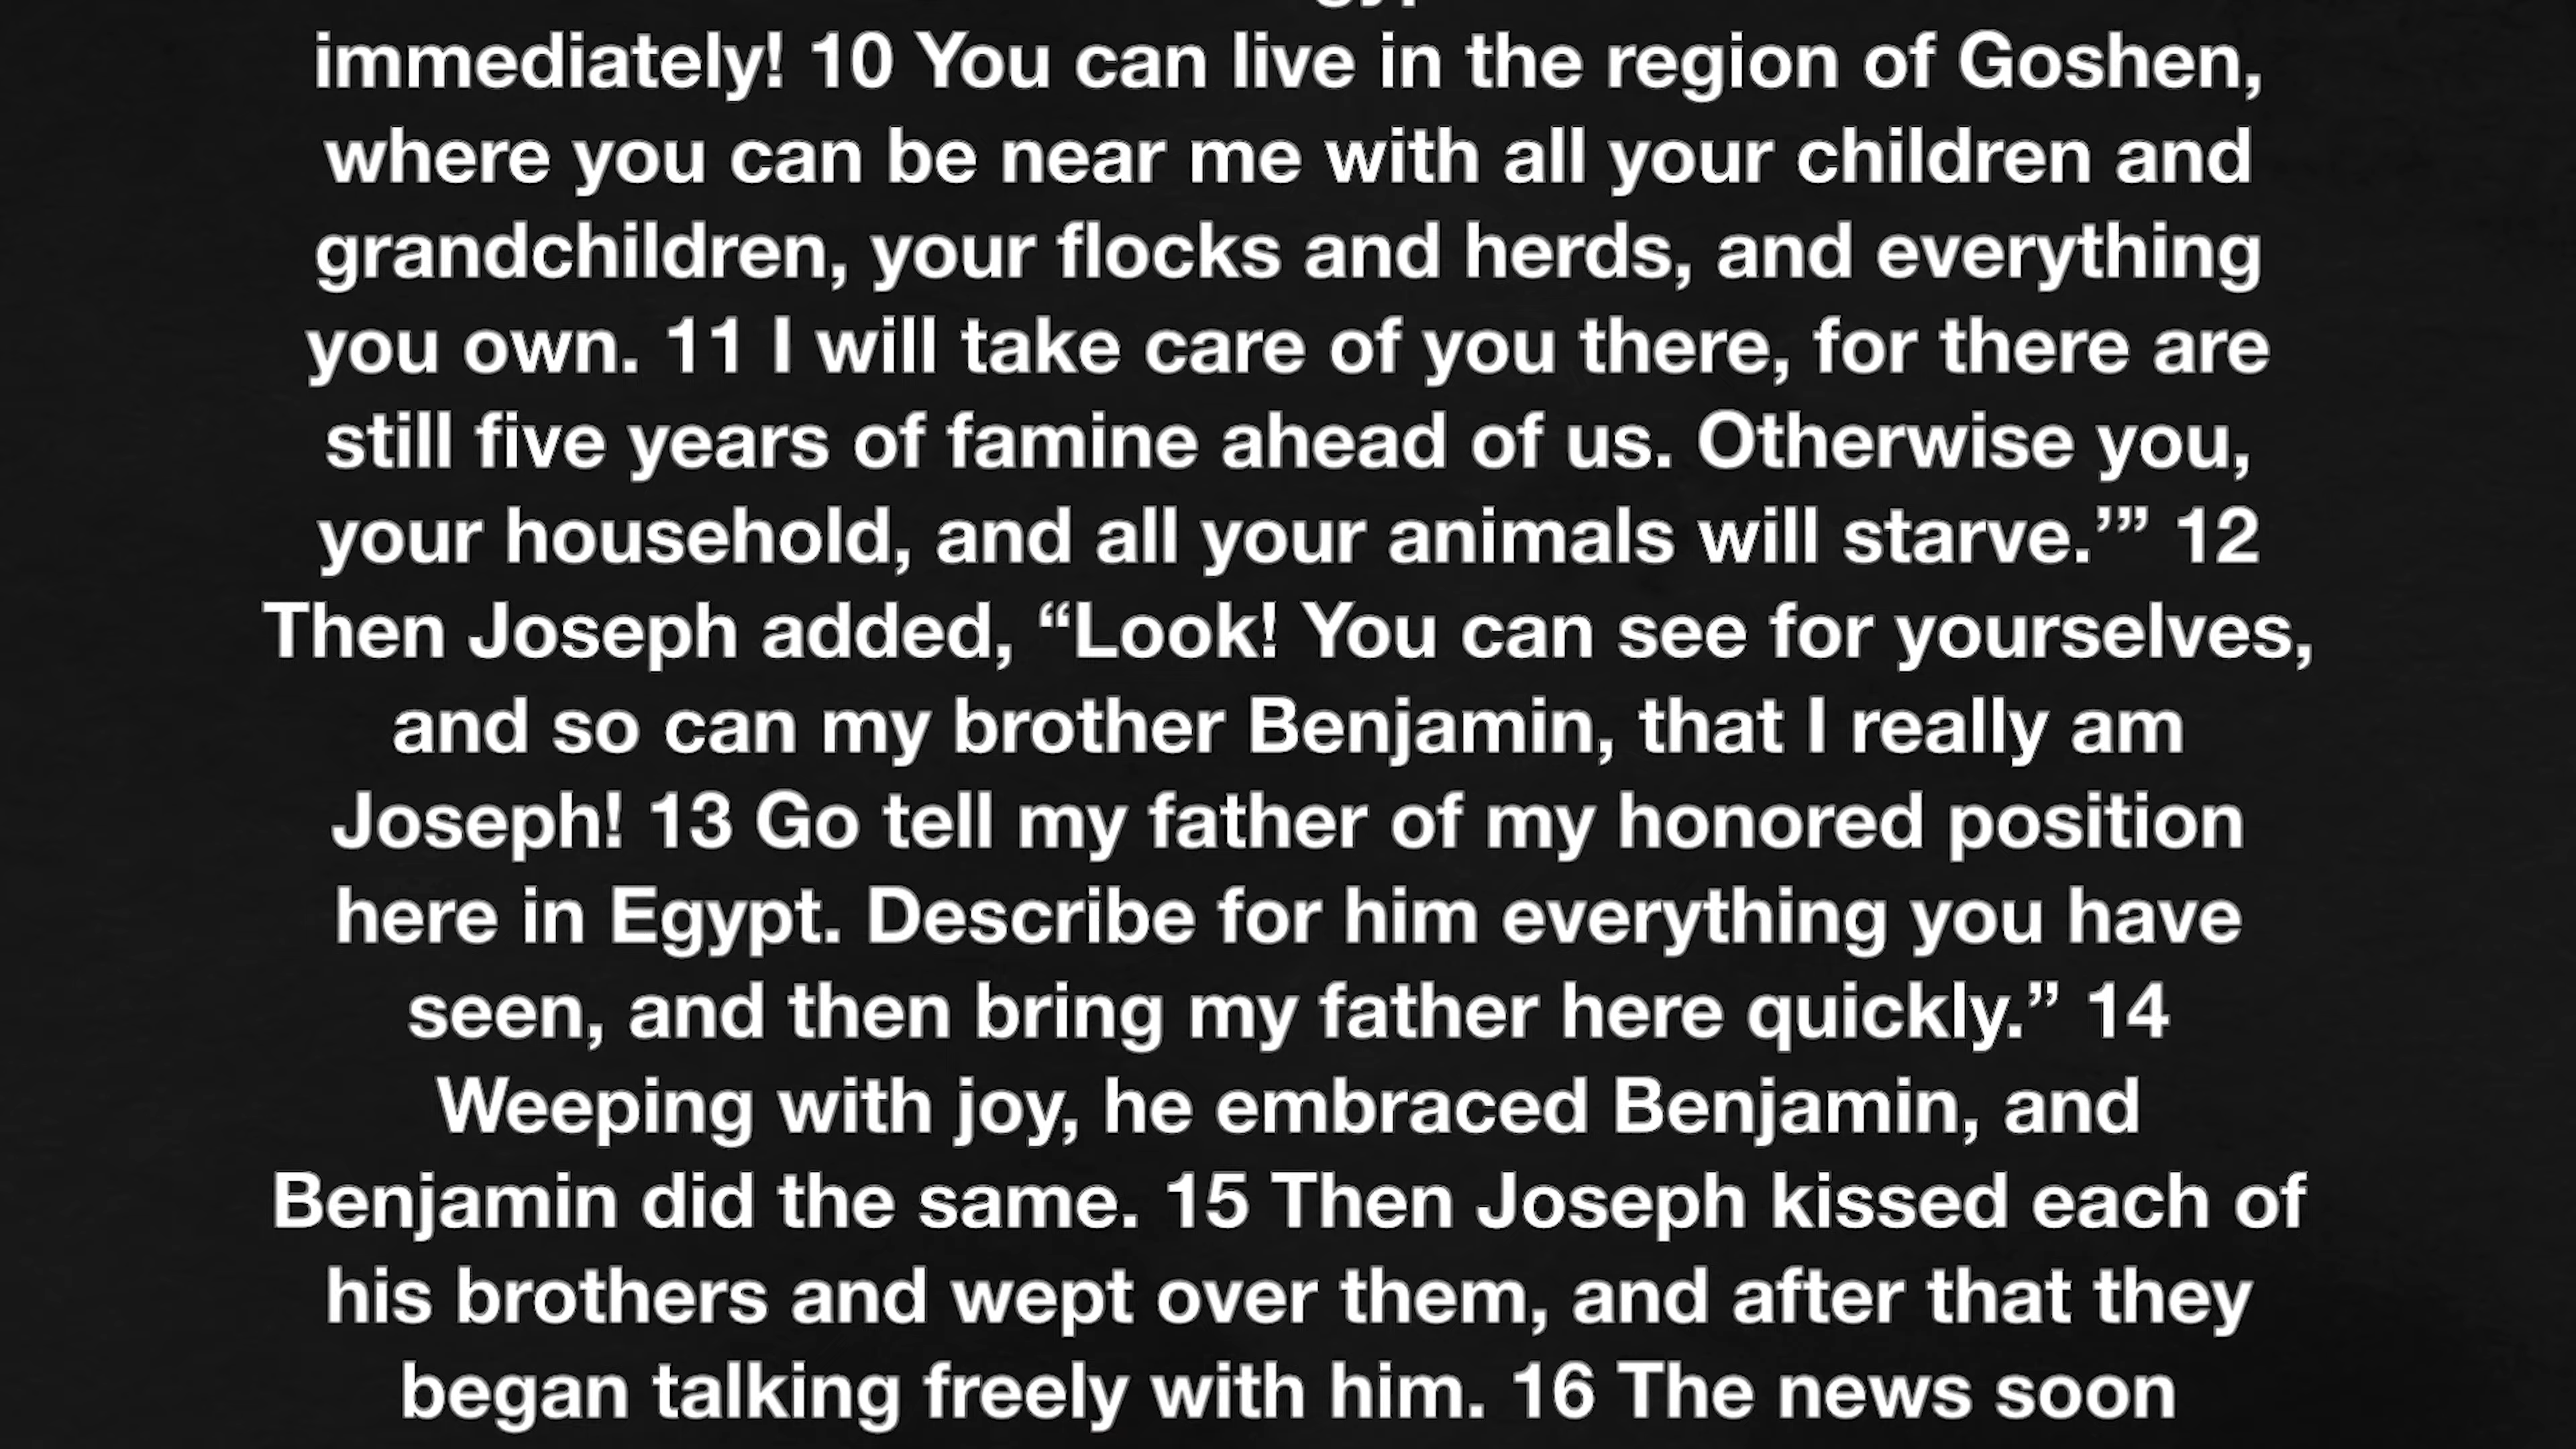 immediately! 10 You can live in the region of Goshen,
where you can be near me with all your children and
grandchildren, your flocks and herds, and everything
you own. 11 I will take care of you there, for there are
still five years of famine ahead of us. Otherwise you,
your household, and all your animals will starve.’” 12
Then Joseph added, “Look! You can see for yourselves,
and so can my brother Benjamin, that I really am
Joseph! 13 Go tell my father of my honored position
here in Egypt. Describe for him everything you have
seen, and then bring my father here quickly.” 14
Weeping with joy, he embraced Benjamin, and
Benjamin did the same. 15 Then Joseph kissed each of
his brothers and wept over them, and after that they
began talking freely with him. 16 The news soon